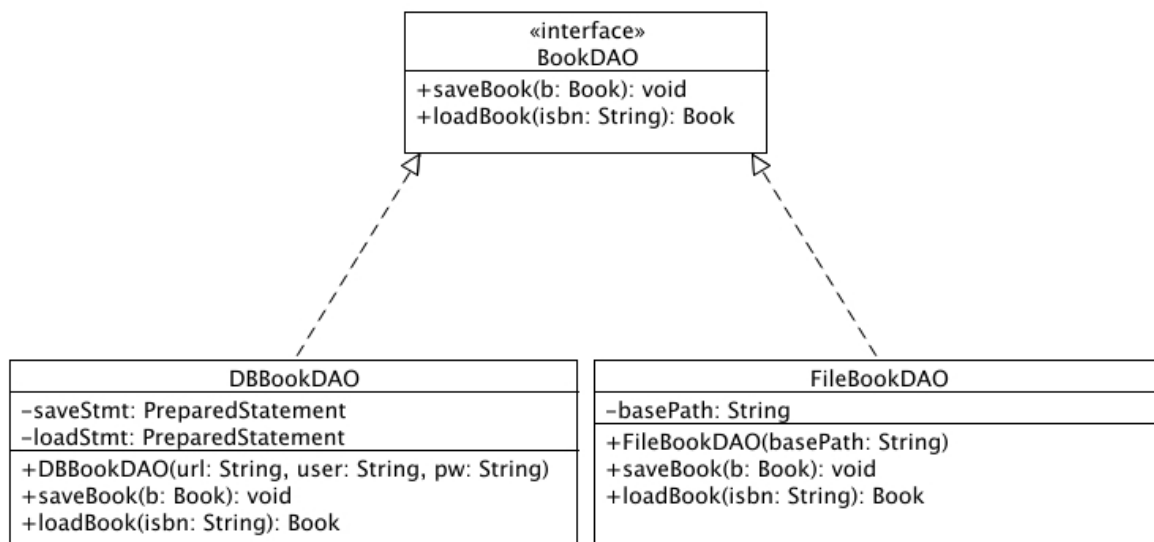 «interface»
BookDAO
+saveBook(b: Book): void
+loadBook(isbn: String): Book
DBBookDAO
-saveStmt: PreparedStatement
-loadStmt: PreparedStatement
+DBBookDAO(url: String, user: String, pw: String)
+saveBook(b: Book): void
+loadBook(isbn: String): Book
FileBookDAO
-basePath: String
+FileBookDAO(basePath: String)
+saveBook(b: Book): void
+loadBook(isbn: String): Book